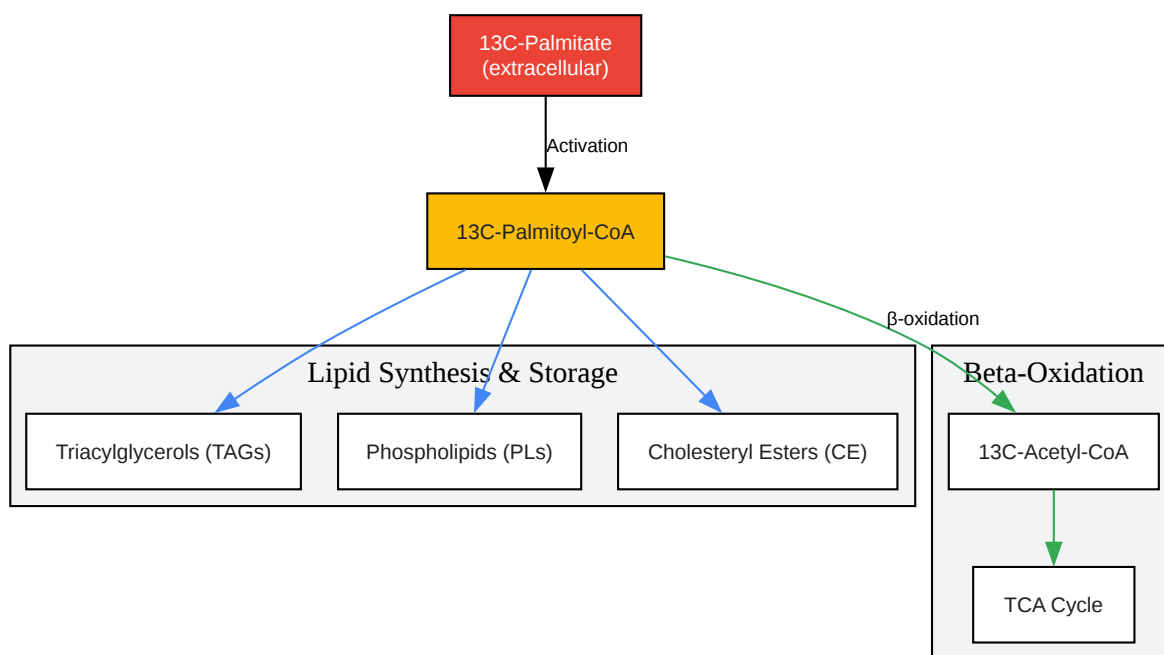 13C-Palmitate
(extracellular)
Activation
13C-Palmitoyl-CoA
β-oxidation
Lipid Synthesis & Storage
Beta-Oxidation
Triacylglycerols (TAGs)
Phospholipids (PLs)
Cholesteryl Esters (CE)
13C-Acetyl-CoA
TCA Cycle